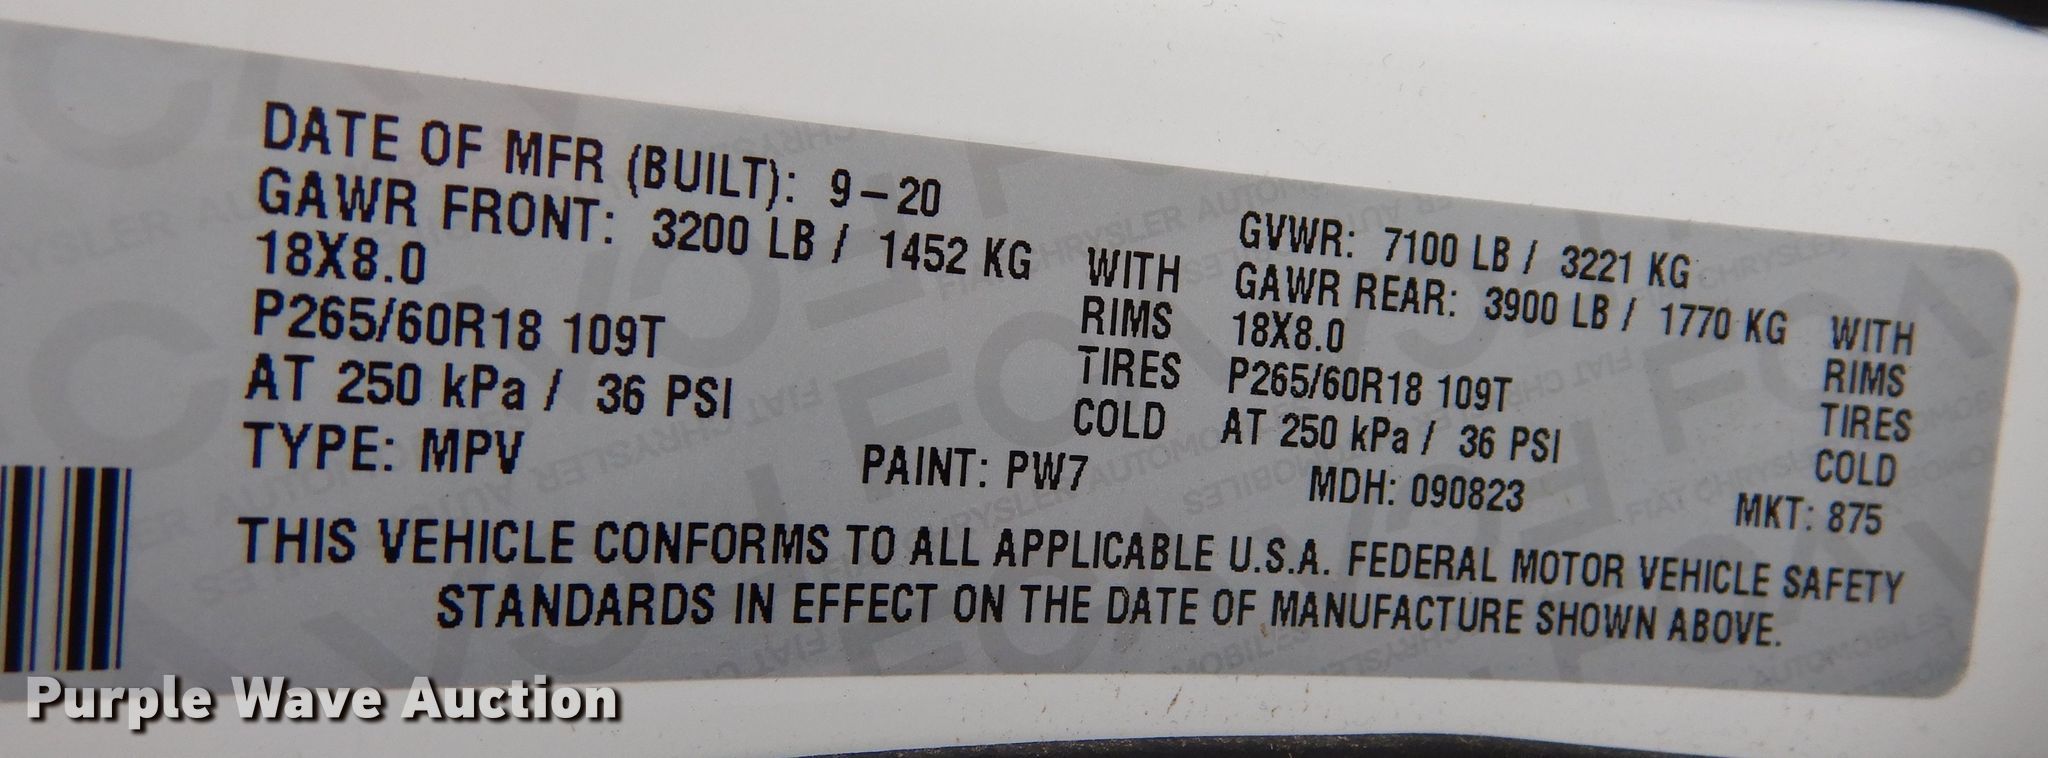 DATE OF MFR (BUILT): 9-20 GVWR: 7100 LB / 3221 KG
GAWR FRONT: 3200 LB / 1452 KG WITH GAWR REAR: 3900 LB / 1770 KG WITH
18X8.0 RIMS 18X8.0 RIMS
P265/60R18 109T TIRES P265/60R18 109T TIRES
AT 250 kPa / 36 PSI COLD AT 250 kPa / 36 PSI COLD
TYPE: MPV PAINT: PW7 MDH: 090823 MKT: 875
THIS VEHICLE CONFORMS TO ALL APPLICABLE U.S.A. FEDERAL MOTOR VEHICLE SAFETY
STANDARDS IN EFFECT ON THE DATE OF MANUFACTURE SHOWN ABOVE.
Purple Wave Auction